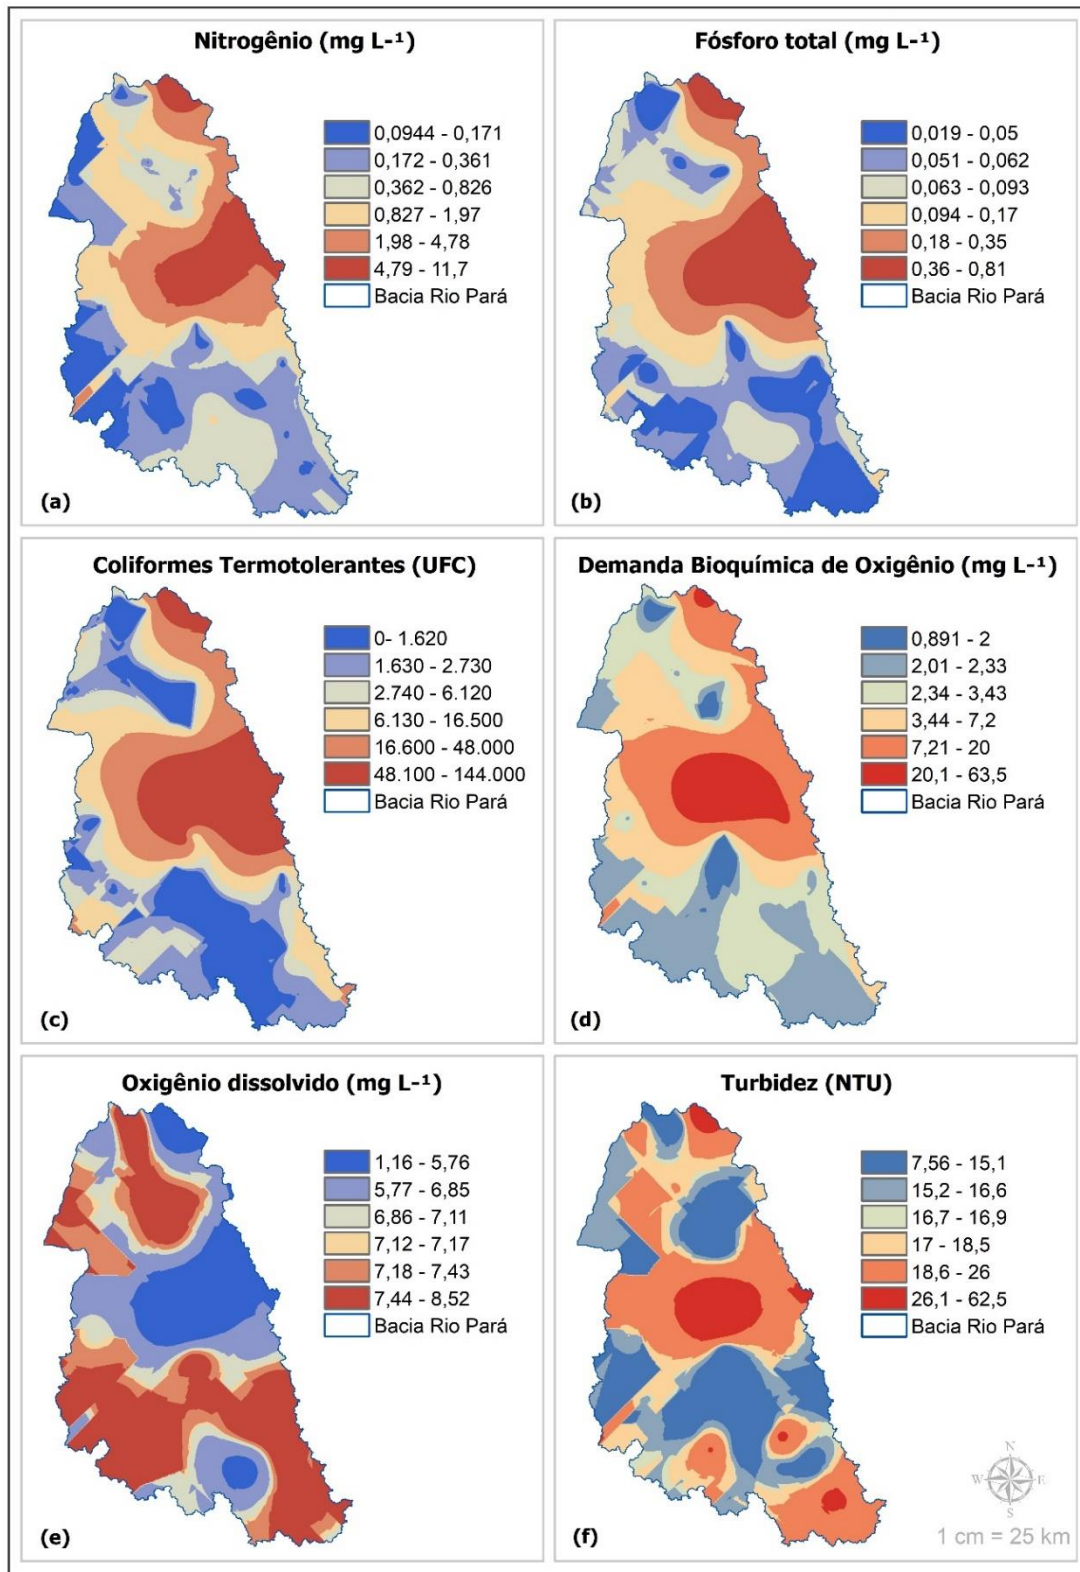 Nitrogênio (mg L-¹)
0,0944 - 0,171
0,172 - 0,361
0,362 - 0,826
0,827 - 1,97
1,98 - 4,78
4,79 - 11,7
Bacia Rio Pará
(a)
Fósforo total (mg L-¹)
0,019 - 0,05
0,051 - 0,062
0,063 - 0,093
0,094 - 0,17
0,18 - 0,35
0,36 - 0,81
Bacia Rio Pará
(b)
Coliformes Termotolerantes (UFC)
0- 1.620
1.630 - 2.730
2.740 - 6.120
6.130 - 16.500
16.600 - 48.000
48.100 - 144.000
Bacia Rio Pará
(c)
Demanda Bioquímica de Oxigênio (mg L-¹)
0,891 - 2
2,01 - 2,33
2,34 - 3,43
3,44 - 7,2
7,21 - 20
20,1 - 63,5
Bacia Rio Pará
(d)
Oxigênio dissolvido (mg L-¹)
1,16 - 5,76
5,77 - 6,85
6,86 - 7,11
7,12 - 7,17
7,18 - 7,43
7,44 - 8,52
Bacia Rio Pará
(e)
Turbidez (NTU)
7,56 - 15,1
15,2 - 16,6
16,7 - 16,9
17 - 18,5
18,6 - 26
26,1 - 62,5
Bacia Rio Pará
(f)
N
W E
S
1 cm = 25 km